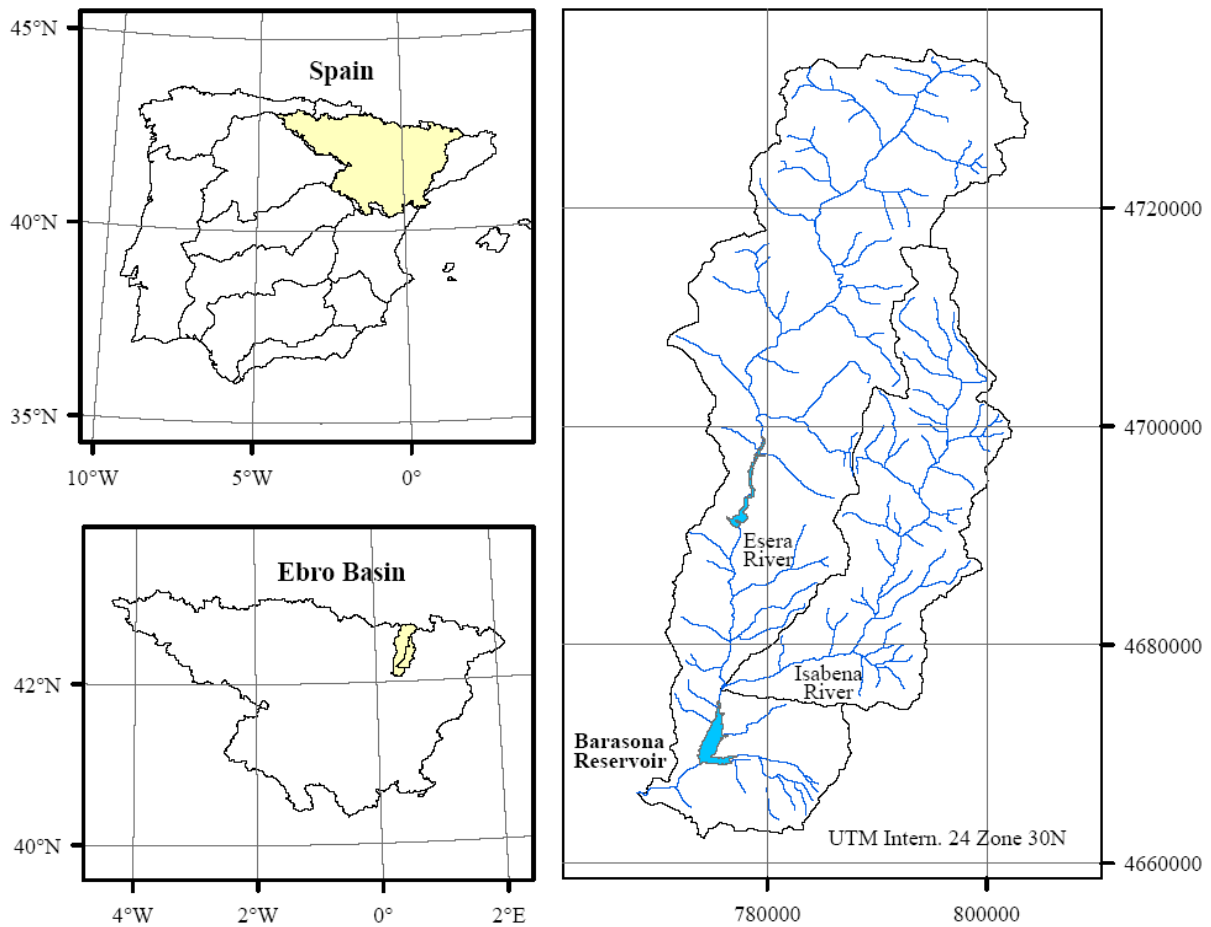 45°N
Spain
40°N
35°N
10°W
5°W
0°
Ebro Basin
42°N
40°N
4°W
2°W
0°
2°E
4720000
4700000
Esera
River
4680000
Isabena
River
Barasona
Reservoir
UTM Intern. 24 Zone 30N
4660000
780000
800000